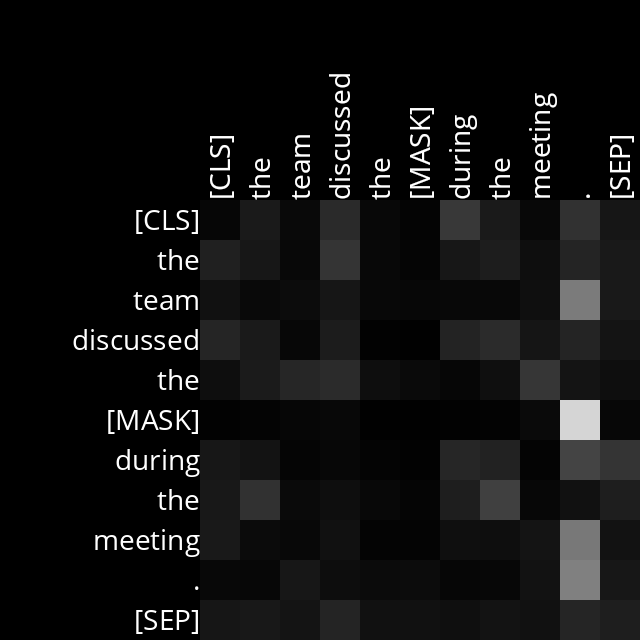 [CLS] the team discussed the [MASK] during the meeting . [SEP]
[CLS]
the
team
discussed
the
[MASK]
during
the
meeting
.
[SEP]